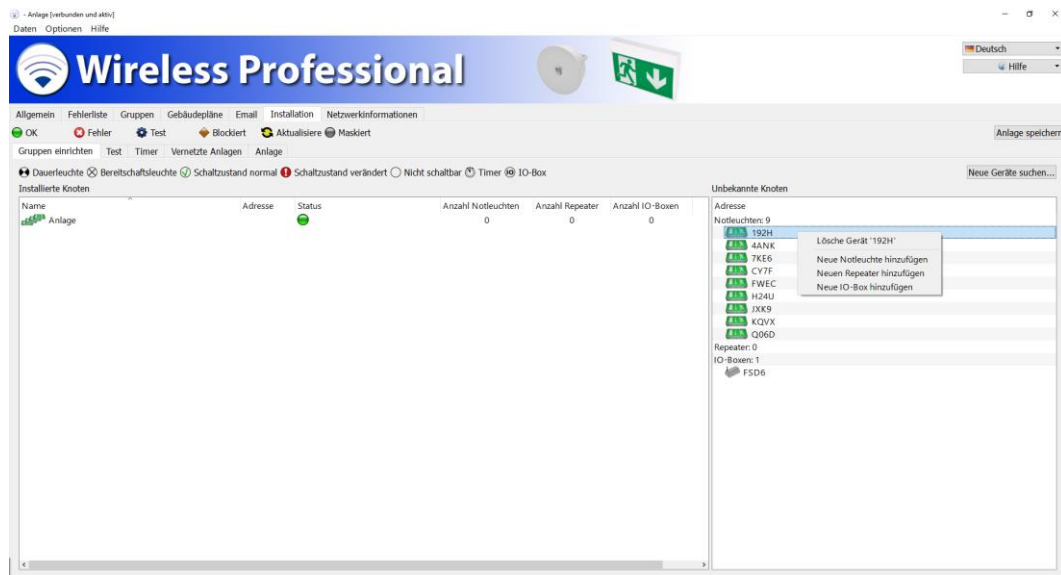 - Anlage [verbunden und aktiv]
Daten Optionen Hilfe
Wireless Professional
Deutsch
Hilfe
Allgemein Fehlerliste Gruppen Gebäudepläne Email Installation Netzwerkinformationen
OK Fehler Test Blockiert Aktualisiere Maskiert Anlage speichern
Gruppen einrichten Test Timer Vernetzte Anlagen Anlage
Dauerleuchte Bereitschaftsleuchte Schaltzustand normal Schaltzustand verändert Nicht schaltbar Timer IO-Box Neue Geräte suchen...
Installierte Knoten Unbekannte Knoten
Name Adresse Status Anzahl Notleuchten Anzahl Repeater Anzahl IO-Boxen Adresse
Anlage 0 0 0
Notleuchten: 9
192H
4ANK
7KE6
CY7F
FWEC
H24U
JXK9
KQVX
Q06D
Repeater: 0
IO-Boxen: 1
FSD6
Lösche Gerät '192H'
Neue Notleuchte hinzufügen
Neuen Repeater hinzufügen
Neue IO-Box hinzufügen